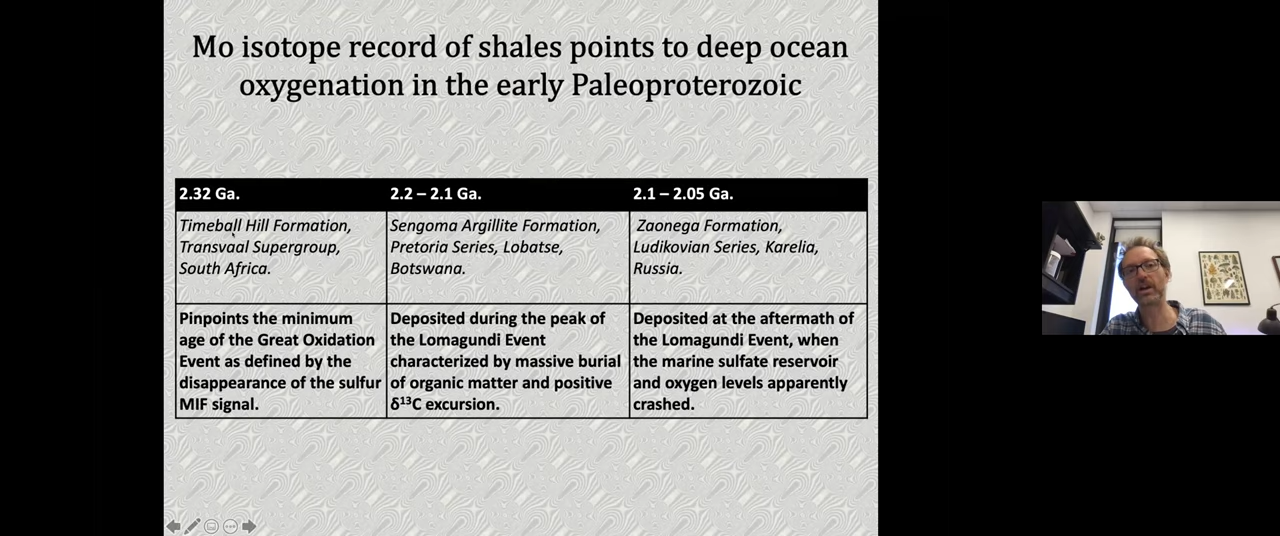 Mo isotope record of shales points to deep ocean
oxygenation in the early Paleoproterozoic
2.32 Ga.
2.2 – 2.1 Ga.
2.1 – 2.05 Ga.
Timeball Hill Formation,
Transvaal Supergroup,
South Africa.
Sengoma Argillite Formation,
Pretoria Series, Lobatse,
Botswana.
Zaonega Formation,
Ludikovian Series, Karelia,
Russia.
Pinpoints the minimum
age of the Great Oxidation
Event as defined by the
disappearance of the sulfur
MIF signal.
Deposited during the peak of
the Lomagundi Event
characterized by massive burial
of organic matter and positive
δ¹³C excursion.
Deposited at the aftermath of
the Lomagundi Event, when
the marine sulfate reservoir
and oxygen levels apparently
crashed.